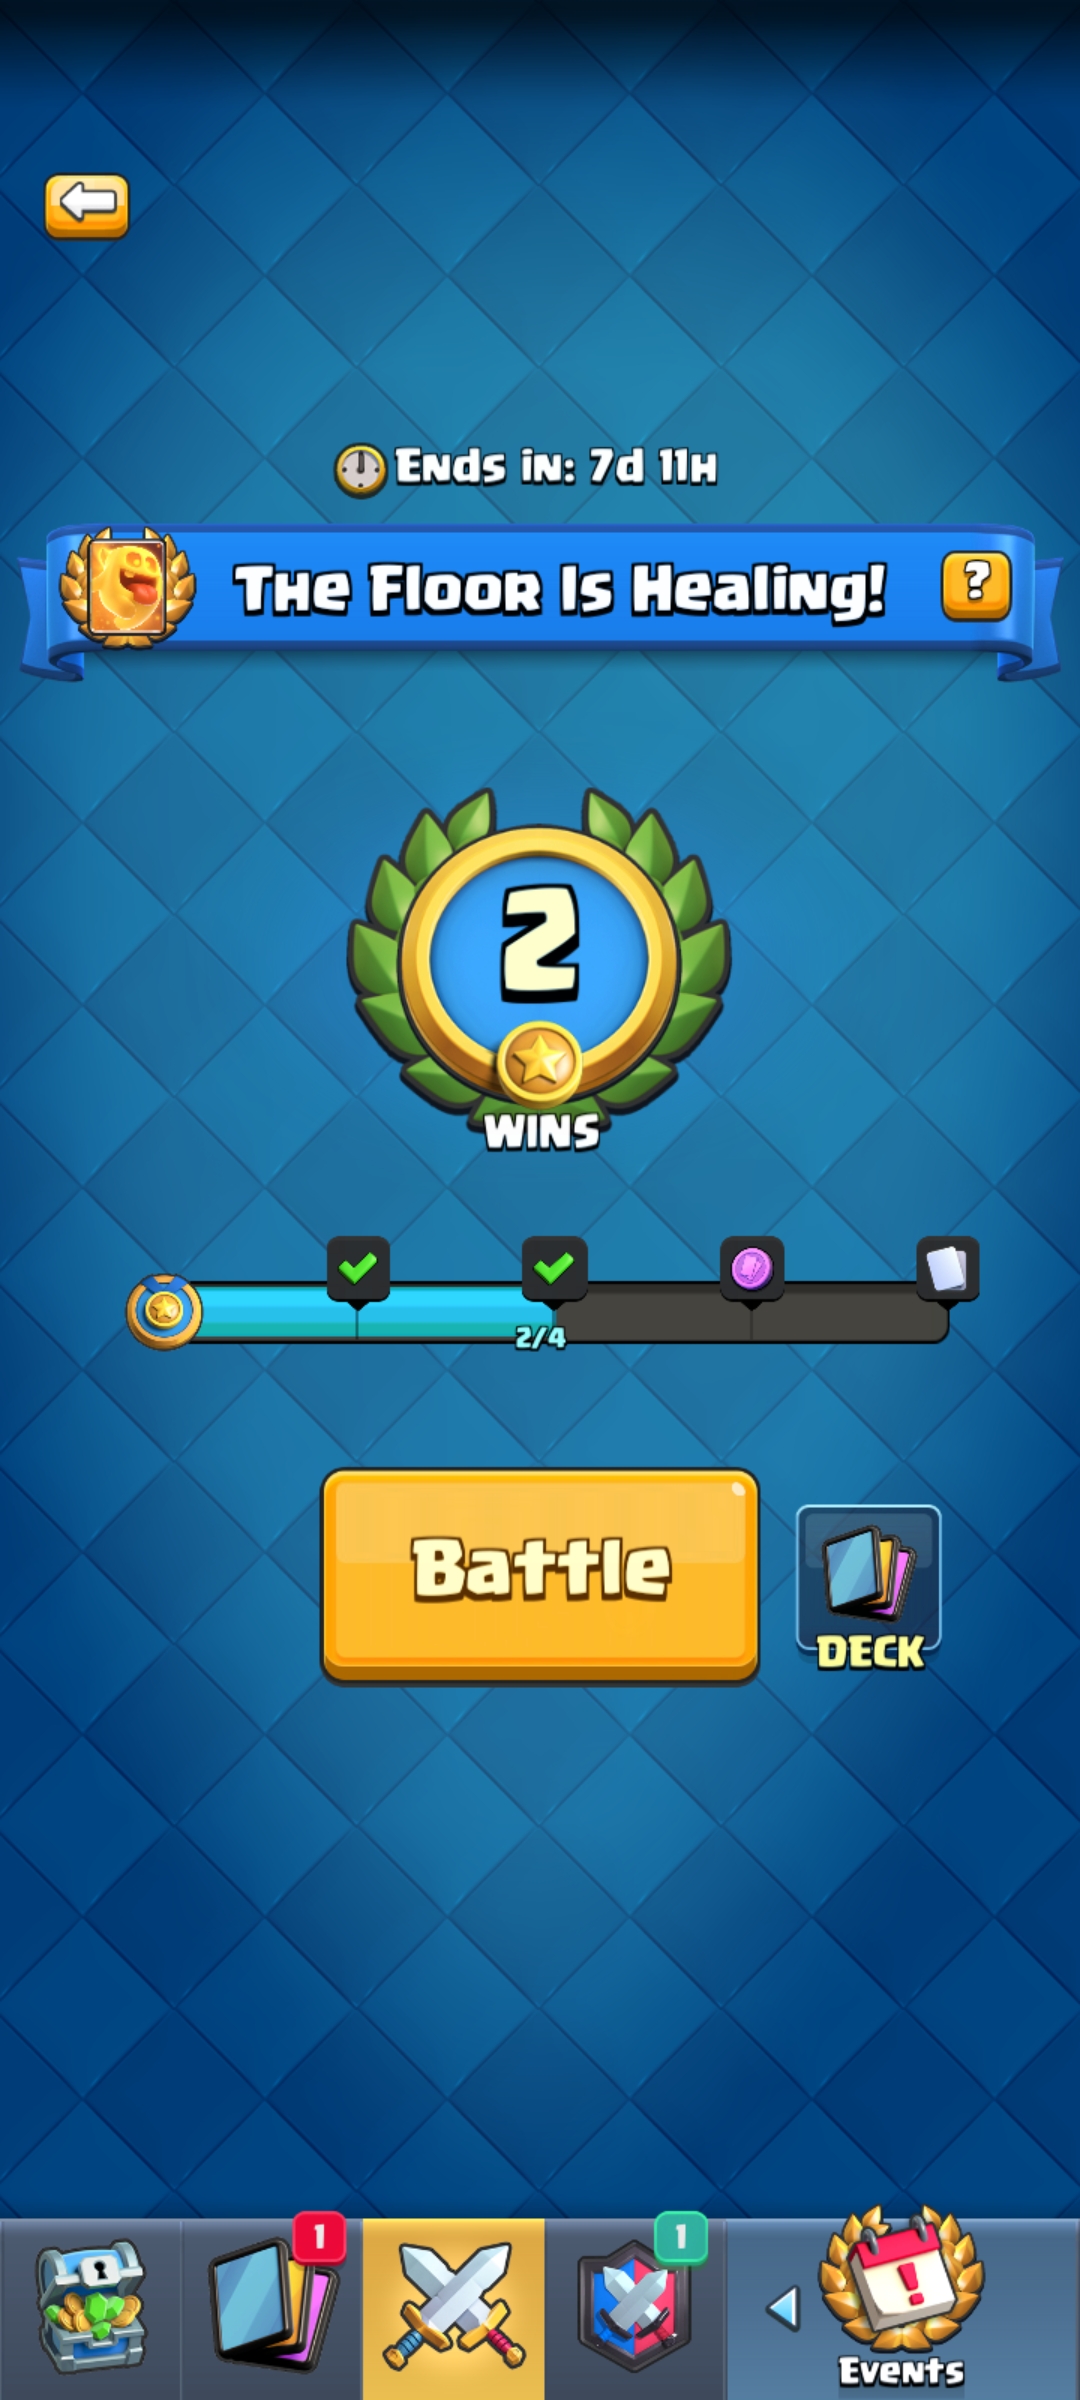 Ends in: 7d 11h
The Floor Is Healing!
?
2
WINS
2/4
Battle
DECK
1
1
!
Events